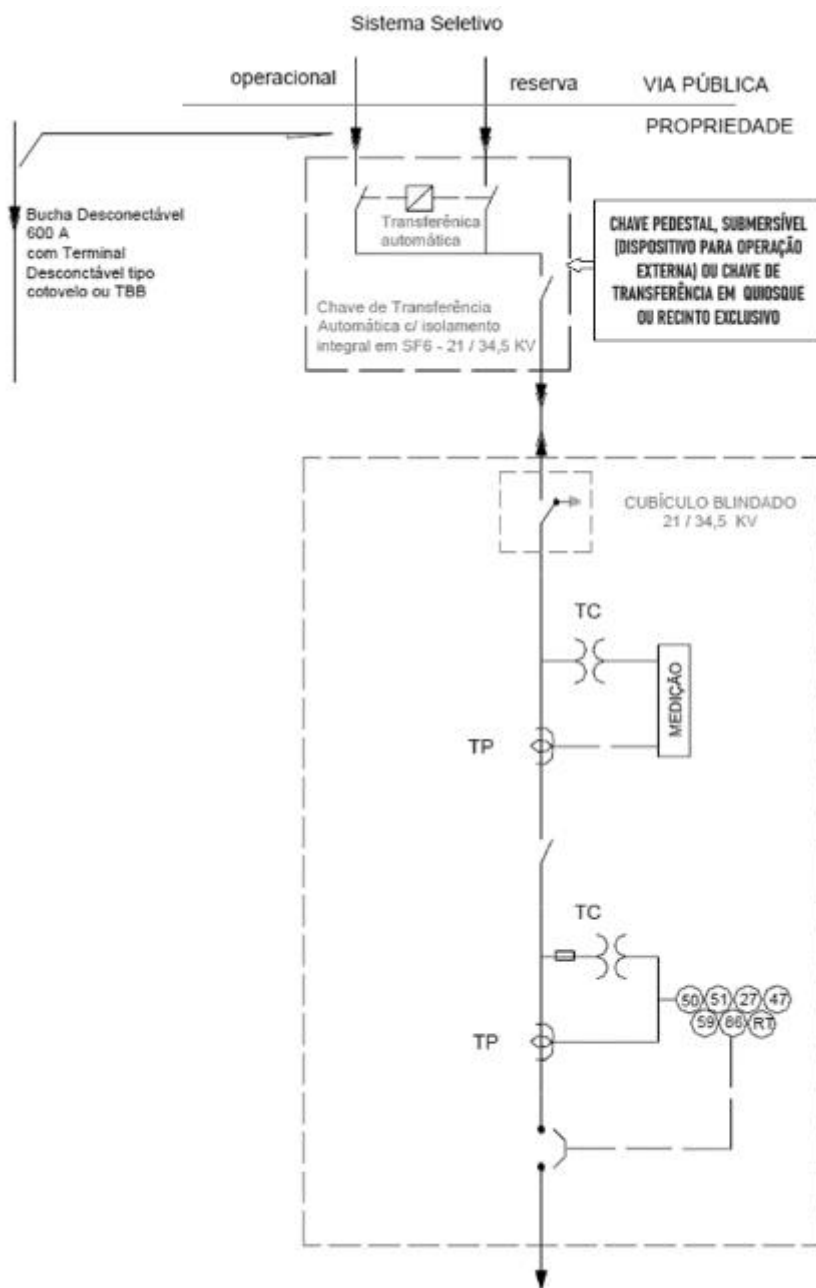 Sistema Seletivo
operacional
reserva
VIA PÚBLICA
PROPRIEDADE
Bucha Desconectável
600 A
com Terminal
Desconctável tipo
cotovelo ou TBB
Transferênica
automática
Chave de Transferência
Automática c/ isolamento
integral em SF6 - 21 / 34,5 KV
CHAVE PEDESTAL, SUBMERSÍVEL
(DISPOSITIVO PARA OPERAÇÃO
EXTERNA) OU CHAVE DE
TRANSFERÊNCIA EM QUIOSQUE
OU RECINTO EXCLUSIVO
CUBÍCULO BLINDADO
21 / 34,5 KV
TC
MEDIÇÃO
TP
TC
50 51 27 47
59 86 RT
TP